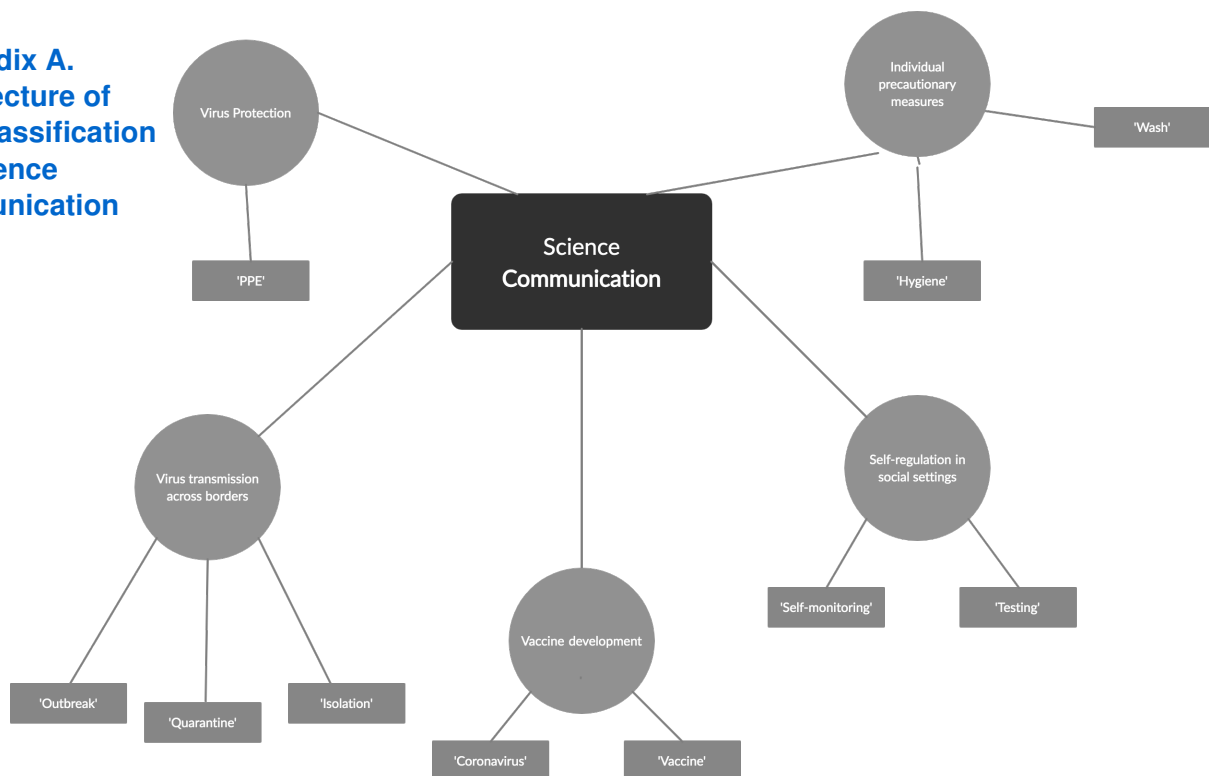 dix A.
ecture of
assification
ence
unication
Virus Protection
Individual
precautionary
measures
'Wash'
Science
Communication
'PPE'
'Hygiene'
Virus transmission
across borders
Self-regulation in
social settings
'Self-monitoring'
'Testing'
Vaccine development
'Outbreak'
'Quarantine'
'Isolation'
'Coronavirus'
'Vaccine'